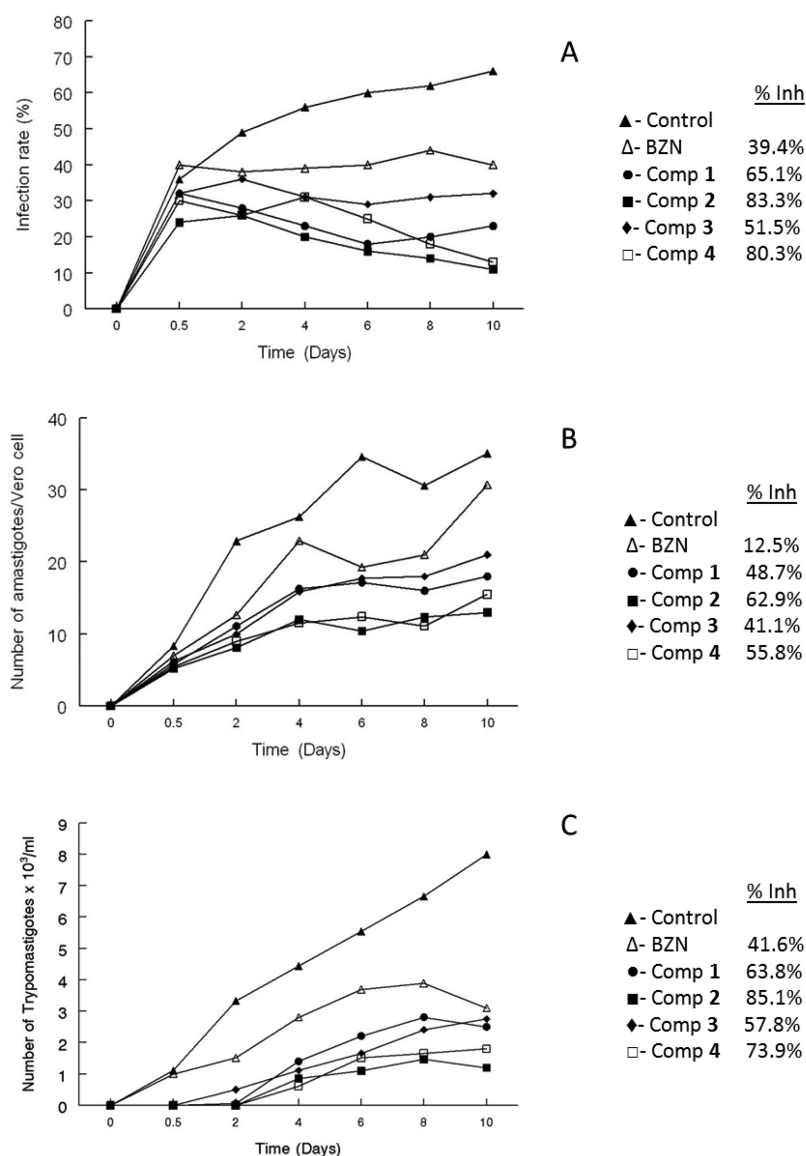 A
80
70
60
50
40
30
20
10
0
Infection rate (%)
0 0.5 2 4 6 8 10
Time (Days)
% Inh
▲- Control
△- BZN 39.4%
●- Comp 1 65.1%
■- Comp 2 83.3%
◆- Comp 3 51.5%
□- Comp 4 80.3%
B
40
30
20
10
0
Number of amastigotes/Vero cell
0 0.5 2 4 6 8 10
Time (Days)
% Inh
▲- Control
△- BZN 12.5%
●- Comp 1 48.7%
■- Comp 2 62.9%
◆- Comp 3 41.1%
□- Comp 4 55.8%
C
9
8
7
6
5
4
3
2
1
0
Number of Trypomastigotes x 10³/ml
0 0.5 2 4 6 8 10
Time (Days)
% Inh
▲- Control
△- BZN 41.6%
●- Comp 1 63.8%
■- Comp 2 85.1%
◆- Comp 3 57.8%
□- Comp 4 73.9%